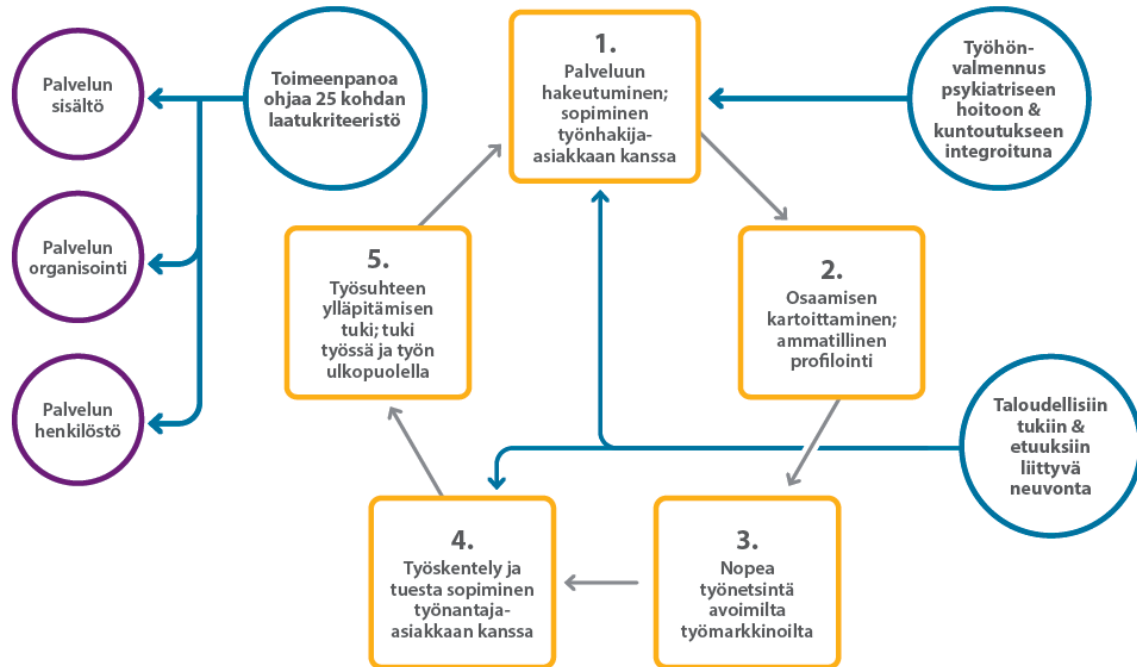 Palvelun
sisältö
Palvelun
organisointi
Palvelun
henkilöstö
Toimeenpanoa
ohjaa 25 kohdan
laatukriteeristö
1.
Palveluun
hakeutuminen;
sopiminen
työnhakija-
asiakkaan kanssa
2.
Osaamisen
kartoittaminen;
ammatillinen
profilointi
3.
Nopea
työnetsintä
avoimilta
työmarkkinoilta
4.
Työskentely ja
tuesta sopiminen
työnantaja-
asiakkaan kanssa
5.
Työsuhteen
ylläpitämisen
tuki; tuki
työssä ja työn
ulkopuolella
Työhön-
valmennus
psykiatriseen
hoitoon &
kuntoutukseen
integroituna
Taloudellisiin
tukiin &
etuuksiin
liittyvä
neuvonta